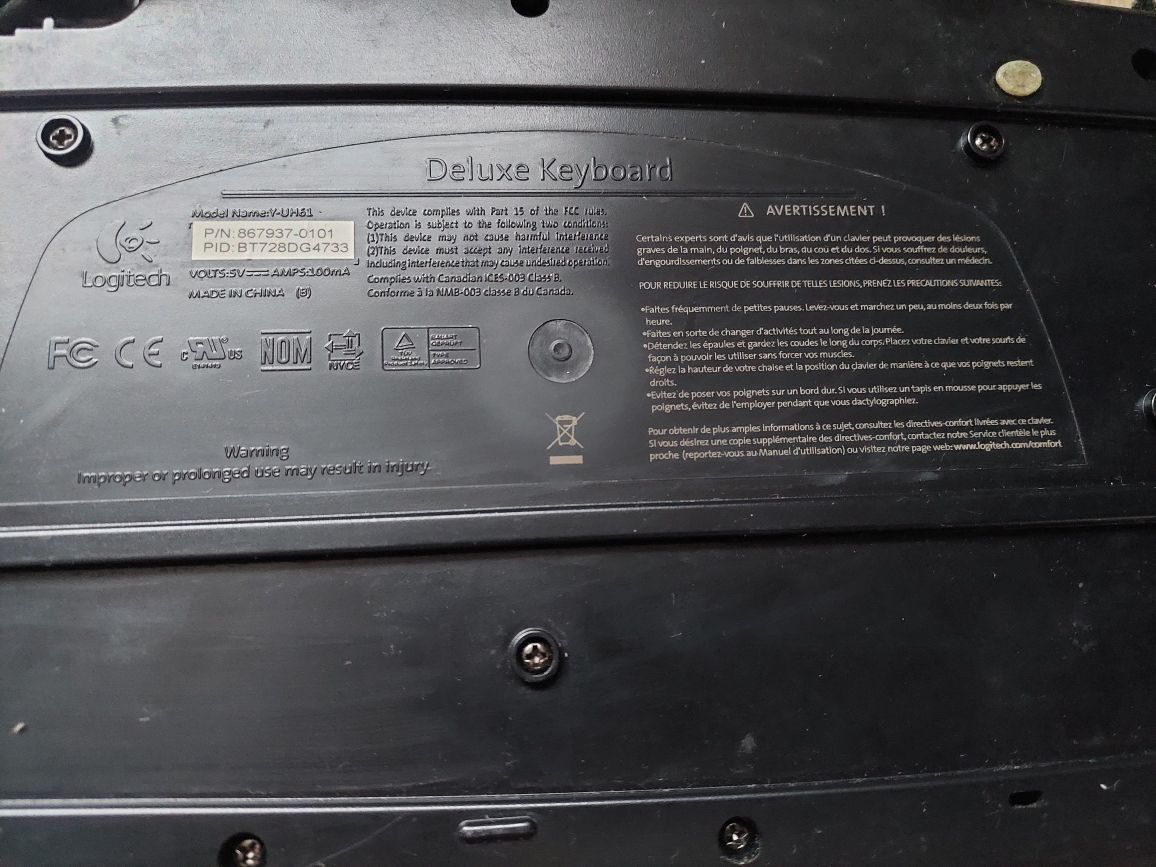 Deluxe Keyboard
Logitech
Model Name:Y-UH61
P/N: 867937-0101
PID: BT728DG4733
VOLTS:5V AMPS:100mA
MADE IN CHINA (B)
This device complies with Part 15 of the FCC rules.
Operation is subject to the following two conditions:
(1)This device may not cause harmful interference
(2)This device must accept any interference received
Including interference that may cause undesired operation.
Complies with Canadian ICES-003 Class B.
Conforme à la NMB-003 classe B du Canada.
FC CE c US NOM NYCE
TÜV
BAUART
GEPRÜFT
TYPE
APPROVED
Warning
Improper or prolonged use may result in injury.
AVERTISSEMENT !
Certains experts sont d'avis que l'utilisation d'un clavier peut provoquer des lésions
graves de la main, du poignet, du bras, du cou et du dos. Si vous souffrez de douleurs,
d'engourdissements ou de faiblesses dans les zones citées ci-dessus, consultez un médecin.
POUR REDUIRE LE RISQUE DE SOUFFRIR DE TELLES LESIONS, PRENEZ LES PRECAUTIONS SUIVANTES:
•Faites fréquemment de petites pauses. Levez-vous et marchez un peu, au moins deux fois par
heure.
•Faites en sorte de changer d'activités tout au long de la journée.
•Détendez les épaules et gardez les coudes le long du corps. Placez votre clavier et votre souris de
façon à pouvoir les utiliser sans forcer vos muscles.
•Réglez la hauteur de votre chaise et la position du clavier de manière à ce que vos poignets restent
droits.
•Evitez de poser vos poignets sur un bord dur. Si vous utilisez un tapis en mousse pour appuyer les
poignets, évitez de l'employer pendant que vous dactylographiez.
Pour obtenir de plus amples informations à ce sujet, consultez les directives-confort livrées avec ce clavier.
Si vous désirez une copie supplémentaire des directives-confort, contactez notre Service clientèle le plus
proche (reportez-vous au Manuel d'utilisation) ou visitez notre page web: www.logitech.com/comfort